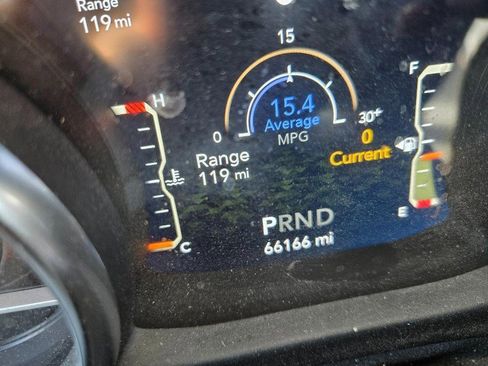 Range
119 mi
15
H
F
15.4
Average
MPG
0
30+
0
Current
Range
119 mi
C
E
PRND
66166 mi